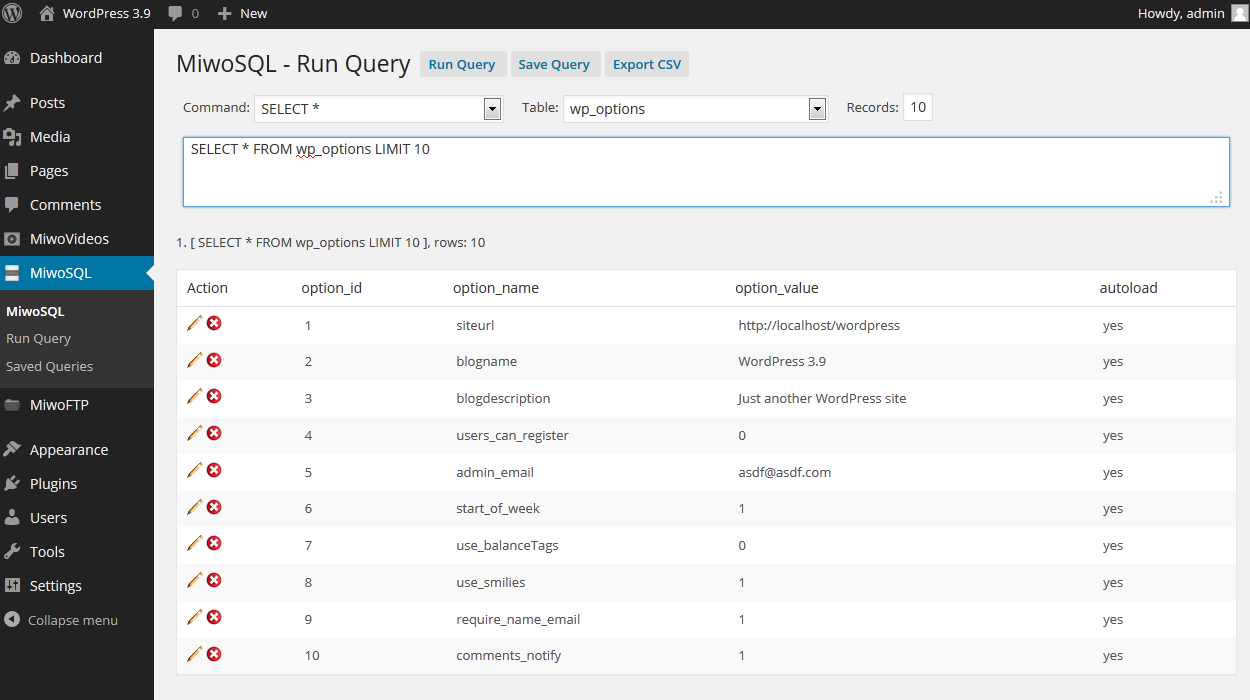 WordPress 3.9 0 New Howdy, admin
Dashboard
Posts
Media
Pages
Comments
MiwoVideos
MiwoSQL
MiwoSQL
Run Query
Saved Queries
MiwoFTP
Appearance
Plugins
Users
Tools
Settings
Collapse menu
MiwoSQL - Run Query Run Query Save Query Export CSV
Command: SELECT * Table: wp_options Records: 10
SELECT * FROM wp_options LIMIT 10
1. [ SELECT * FROM wp_options LIMIT 10 ], rows: 10
Action option_id option_name option_value autoload
1 siteurl http://localhost/wordpress yes
2 blogname WordPress 3.9 yes
3 blogdescription Just another WordPress site yes
4 users_can_register 0 yes
5 admin_email asdf@asdf.com yes
6 start_of_week 1 yes
7 use_balanceTags 0 yes
8 use_smilies 1 yes
9 require_name_email 1 yes
10 comments_notify 1 yes